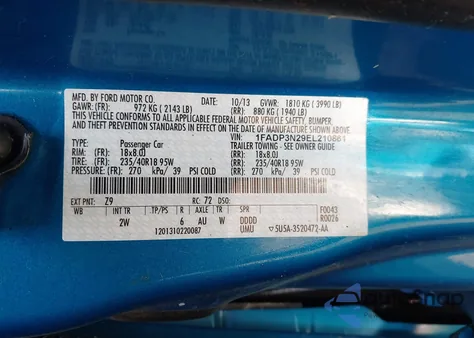 MFD. BY FORD MOTOR CO.
DATE: 10/13 GVWR: 1810 KG (3990 LB)
GAWR: (FR): 972 KG (2143 LB) (RR): 880 KG (1940 LB)
THIS VEHICLE CONFORMS TO ALL APPLICABLE FEDERAL MOTOR VEHICLE SAFETY, BUMPER,
AND THEFT PREVENTION STANDARDS IN EFFECT ON THE DATE OF MANUFACTURE SHOWN ABOVE
VIN: 1FADP3N29EL210861
TYPE: Passenger Car TRAILER TOWING - SEE OWNER GUIDE
RIM: (FR) 18x8.0J (RR) 18x8.0J
TIRE: (FR) 235/40R18 95W (RR) 235/40R18 95W
PRESSURE: (FR) 270 kPa/ 39 PSI COLD (RR) 270 kPa/ 39 PSI COLD
EXT PNT: Z9 RC: 72 DSO: F0043
WB INT TR TP/PS R AXLE TR SPR R0026
2W 6 AU W DDDD
1201310220087 UMU 5U5A-3520472-AA
AutoSnap